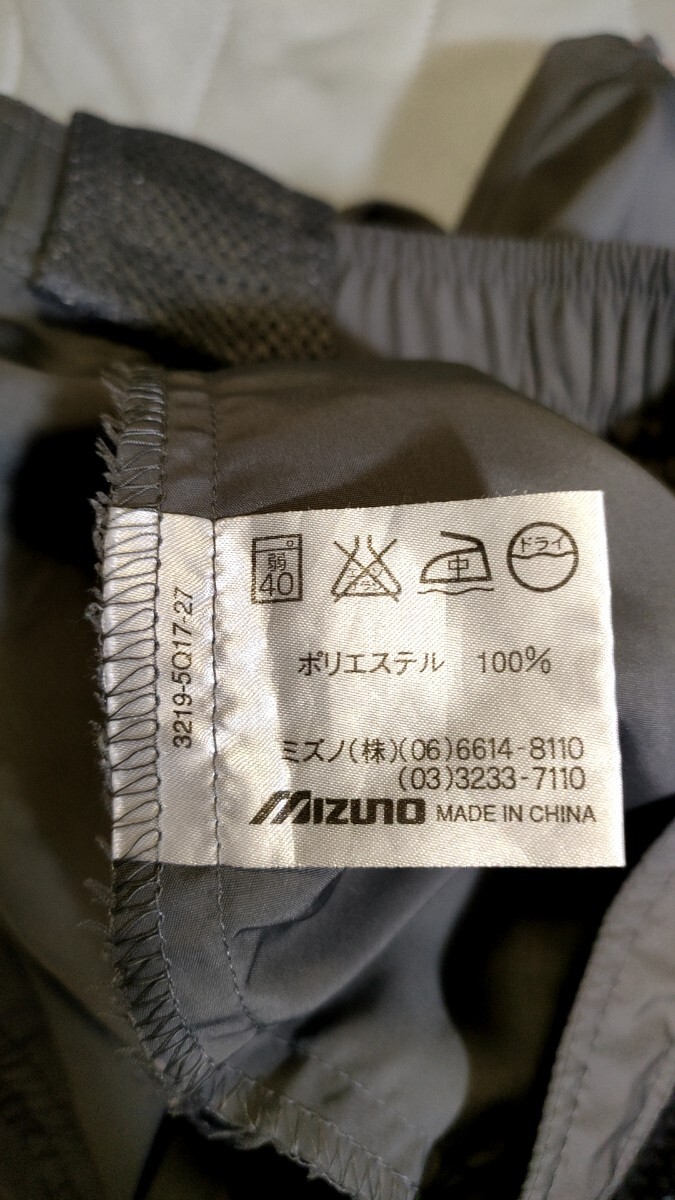 弱 40 中 ドライ
3219-5Q17-27
ポリエステル 100%
ミズノ(株)(06)6614-8110
(03)3233-7110
MIZUNO MADE IN CHINA